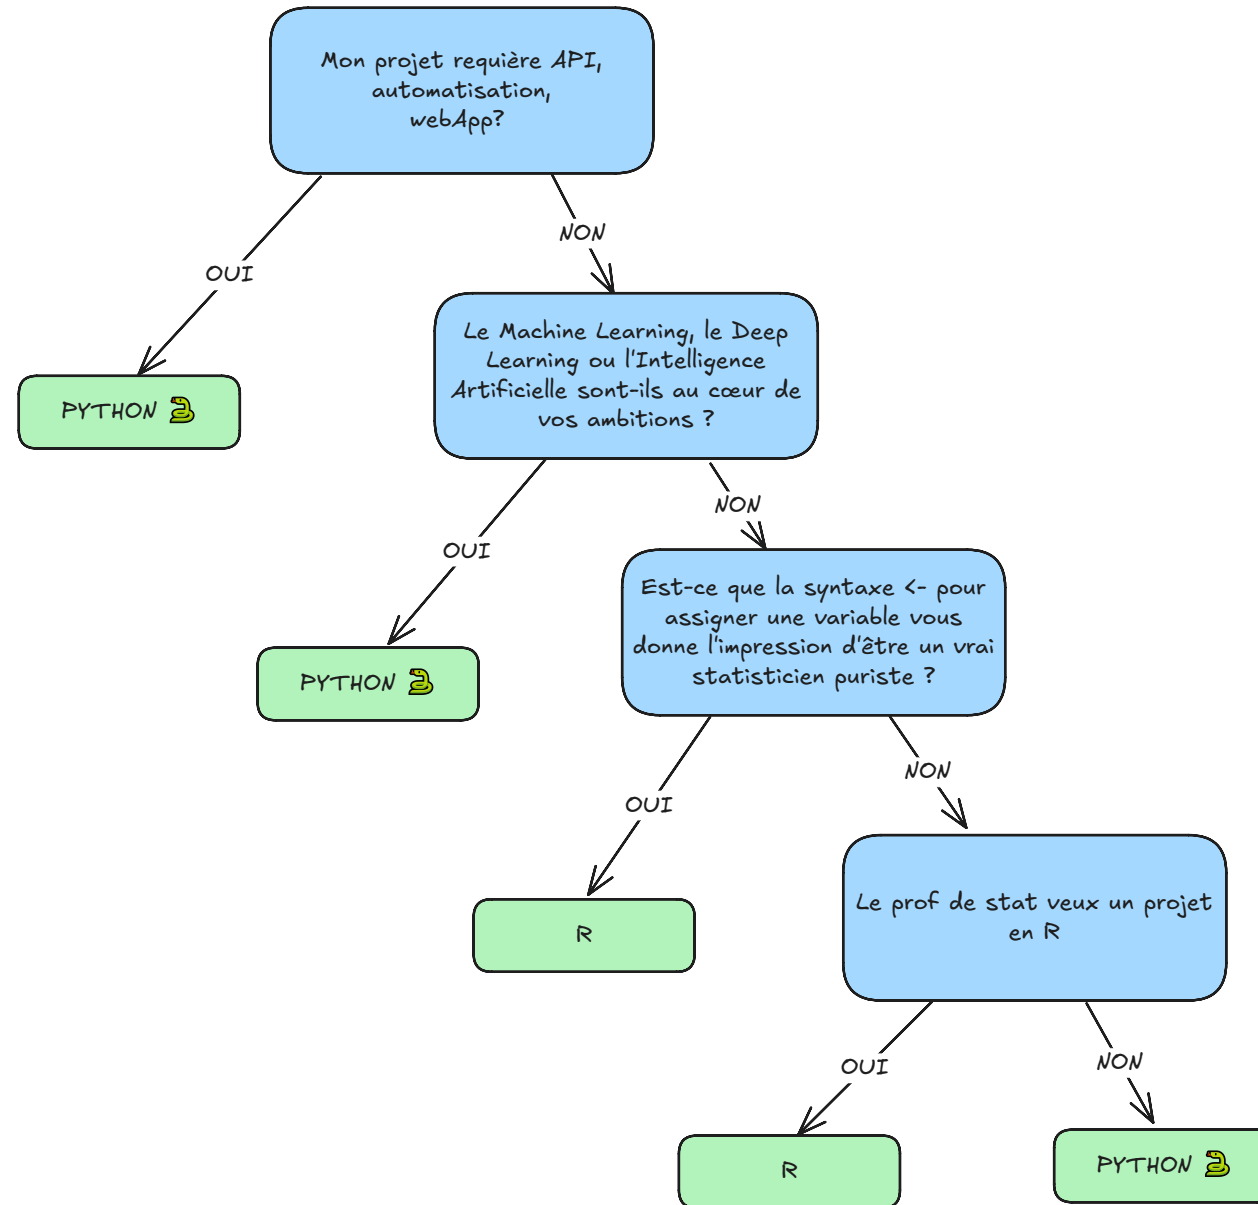 Mon projet requière API,
automatisation,
webApp?
NON
OUI
Le Machine Learning, le Deep
Learning ou l'Intelligence
Artificielle sont-ils au cœur de
vos ambitions ?
PYTHON 🐍
NON
OUI
Est-ce que la syntaxe <- pour
assigner une variable vous
donne l'impression d'être un vrai
statisticien puriste ?
PYTHON 🐍
NON
OUI
Le prof de stat veux un projet
en R
R
OUI
NON
R
PYTHON 🐍